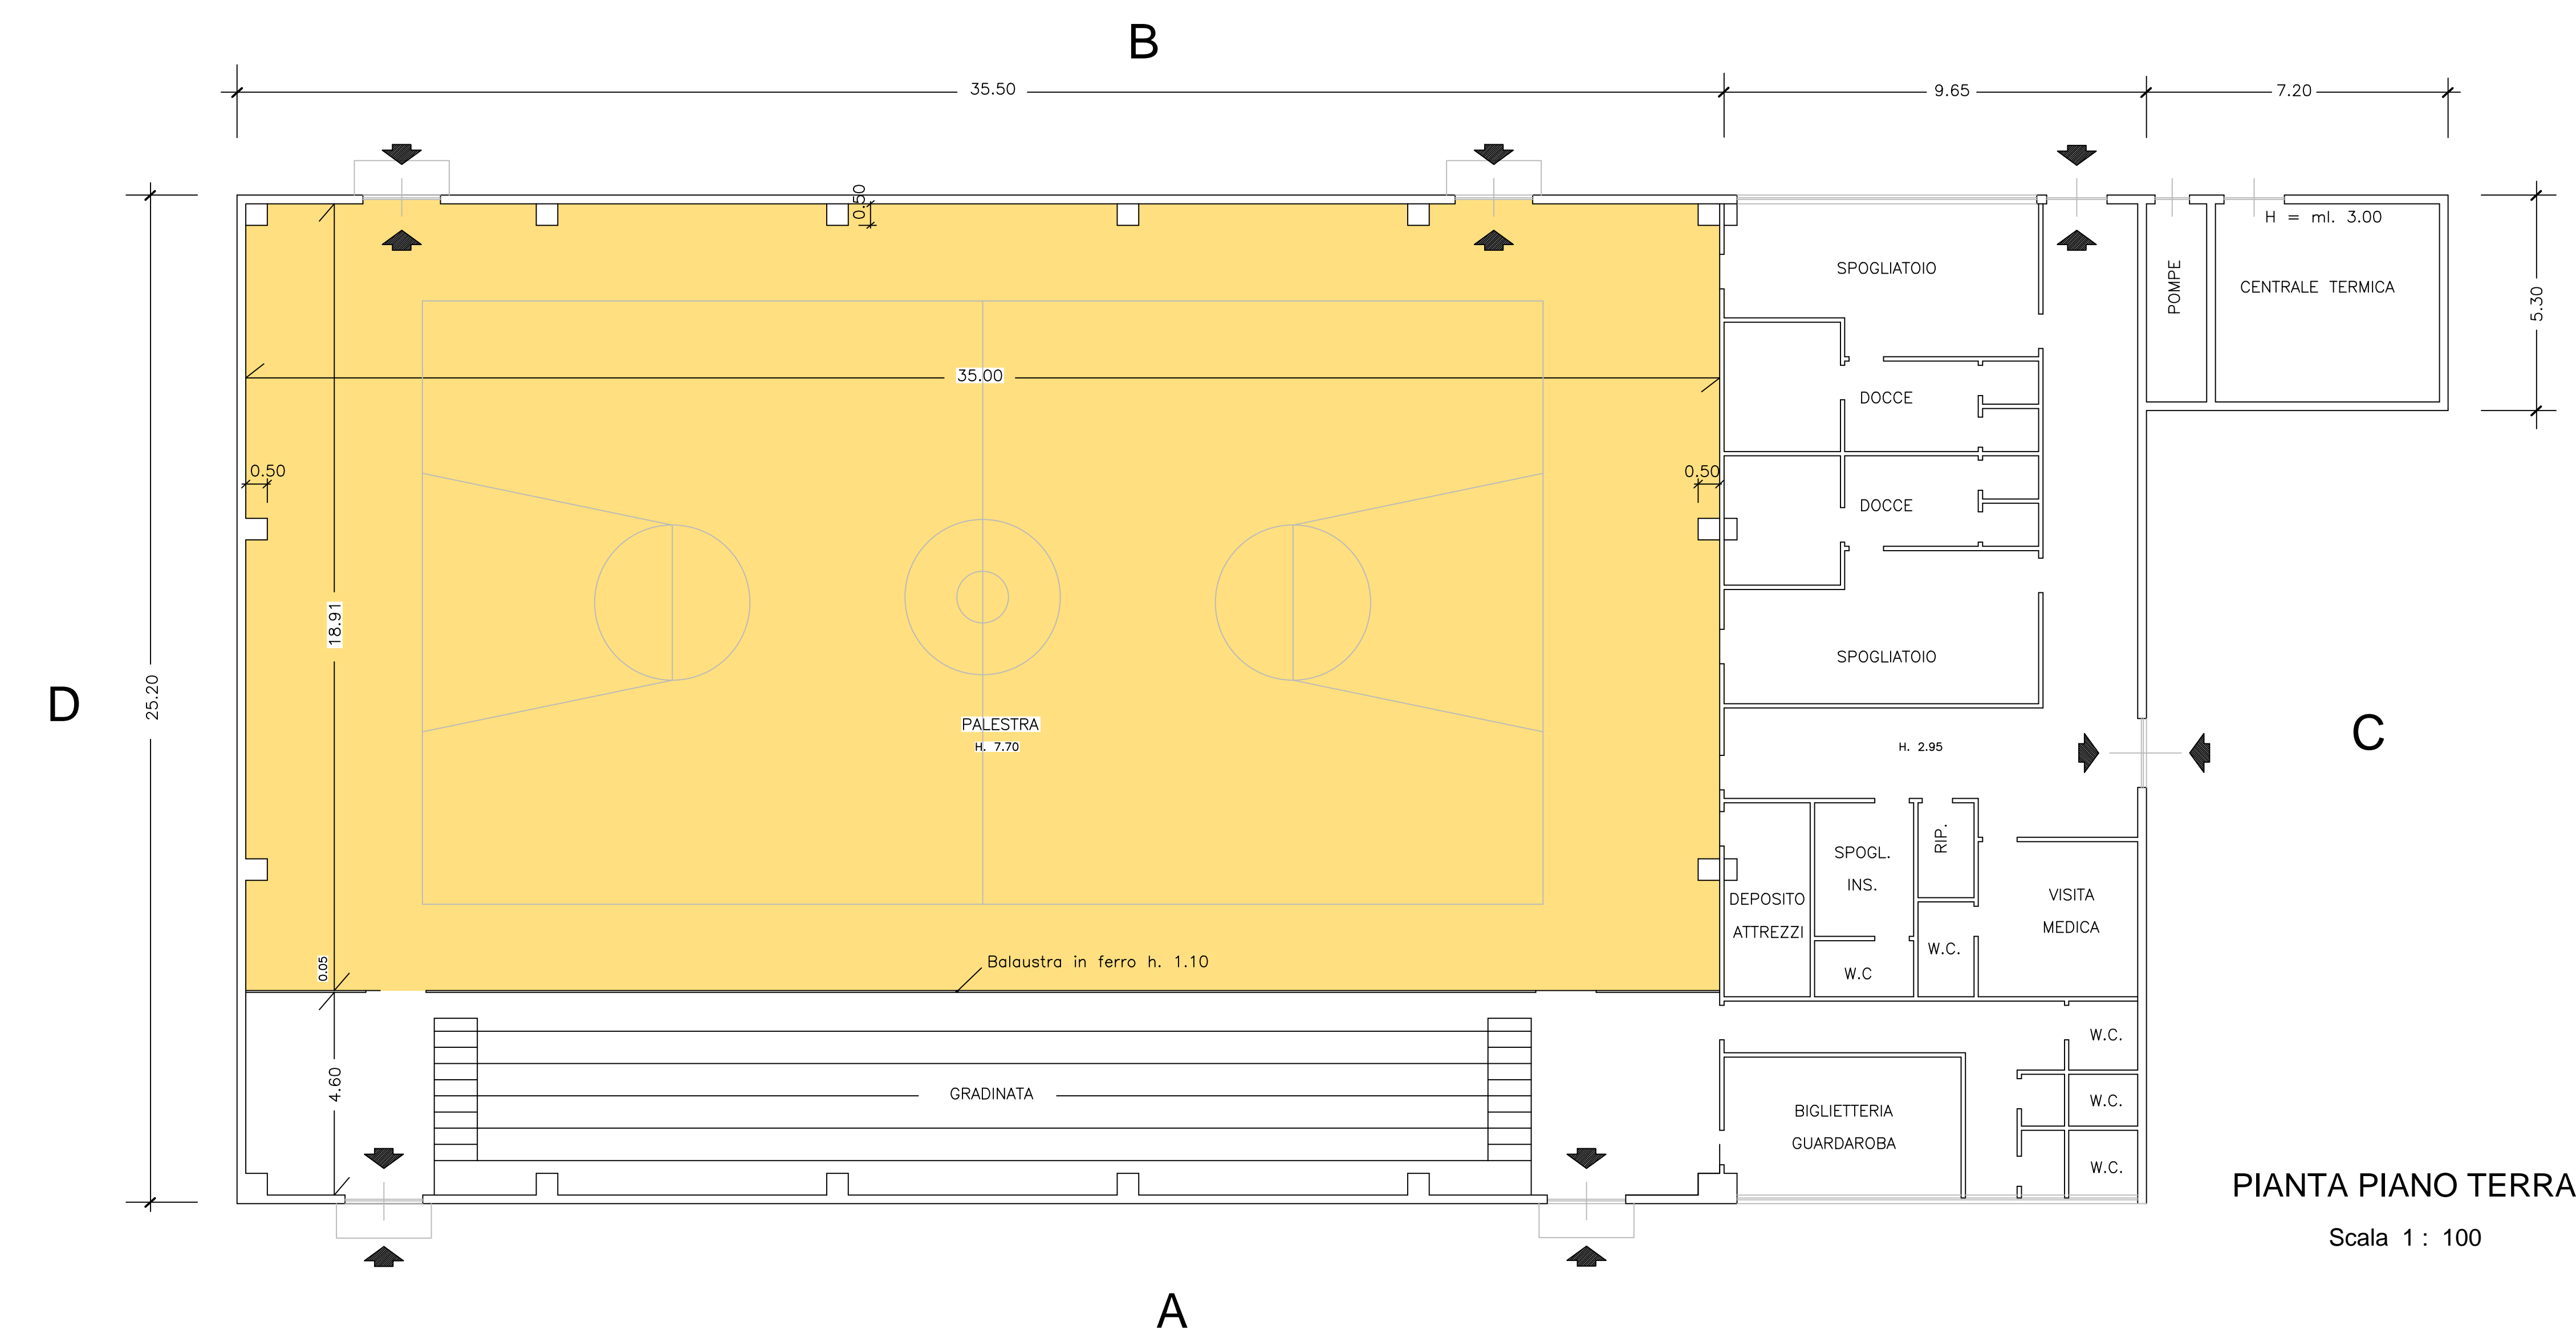 B
35.50
9.65
7.20
0.50
H = ml. 3.00
SPOGLIATOIO
POMPE
CENTRALE TERMICA
5.30
35.00
DOCCE
0.50
0.50
DOCCE
18.91
SPOGLIATOIO
25.20
D
C
PALESTRA
H. 7.70
H. 2.95
RIP.
SPOGL.
INS.
DEPOSITO
ATTREZZI
VISITA
MEDICA
W.C.
W.C
0.05
Balaustra in ferro h. 1.10
W.C.
4.60
GRADINATA
W.C.
BIGLIETTERIA
GUARDAROBA
W.C.
PIANTA PIANO TERRA
Scala 1 : 100
A